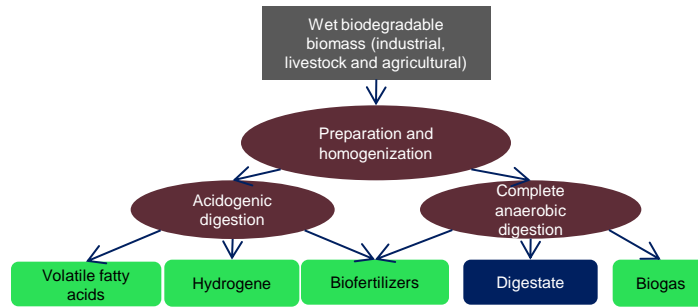 Wet biodegradable
biomass (industrial,
livestock and agricultural)
Preparation and
homogenization
Acidogenic
digestion
Complete
anaerobic
digestion
Volatile fatty
acids
Hydrogene
Biofertilizers
Digestate
Biogas